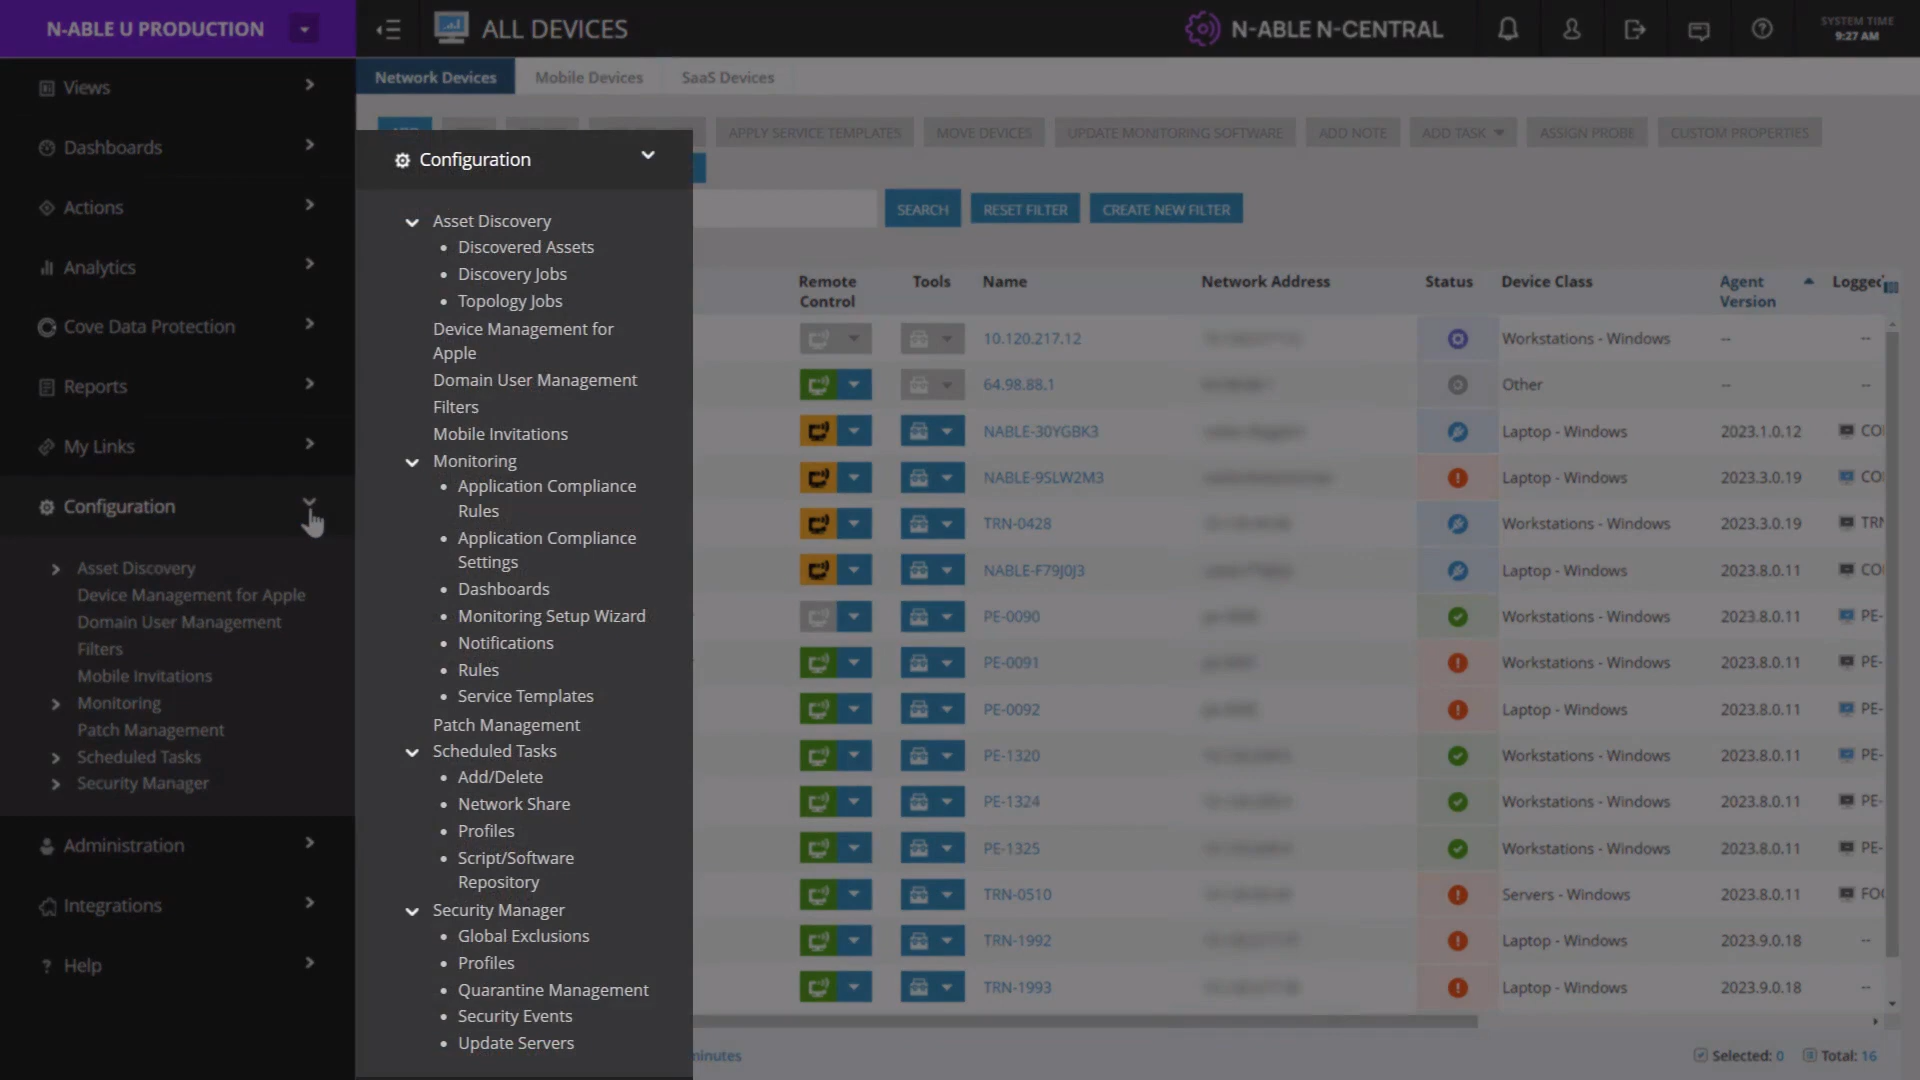 N-ABLE U PRODUCTION
ALL DEVICES
N-ABLE N-CENTRAL
SYSTEM TIME
9:27 AM
Network Devices
Mobile Devices
SaaS Devices
APPLY SERVICE TEMPLATES
MOVE DEVICES
UPDATE MONITORING SOFTWARE
ADD NOTE
ADD TASK
ASSIGN PROBE
CUSTOM PROPERTIES
SEARCH
RESET FILTER
CREATE NEW FILTER
Views
Dashboards
Actions
Analytics
Cove Data Protection
Reports
My Links
Configuration
Asset Discovery
Device Management for Apple
Domain User Management
Filters
Mobile Invitations
Monitoring
Patch Management
Scheduled Tasks
Security Manager
Administration
Integrations
? Help
Configuration
Asset Discovery
• Discovered Assets
• Discovery Jobs
• Topology Jobs
Device Management for
Apple
Domain User Management
Filters
Mobile Invitations
Monitoring
• Application Compliance
Rules
• Application Compliance
Settings
• Dashboards
• Monitoring Setup Wizard
• Notifications
• Rules
• Service Templates
Patch Management
Scheduled Tasks
• Add/Delete
• Network Share
• Profiles
• Script/Software
Repository
Security Manager
• Global Exclusions
• Profiles
• Quarantine Management
• Security Events
• Update Servers
Remote Control Tools Name Network Address Status Device Class Agent Version Logged
10.120.217.12 Workstations - Windows -- --
64.98.88.1 Other -- --
NABLE-30YGBK3 Laptop - Windows 2023.1.0.12 CO
NABLE-9SLW2M3 Laptop - Windows 2023.3.0.19 CO
TRN-0428 Workstations - Windows 2023.3.0.19 TRN
NABLE-F79J0J3 Laptop - Windows 2023.8.0.11 CO
PE-0090 Workstations - Windows 2023.8.0.11 PE-
PE-0091 Workstations - Windows 2023.8.0.11 PE-
PE-0092 Laptop - Windows 2023.8.0.11 PE-
PE-1320 Workstations - Windows 2023.8.0.11 PE-
PE-1324 Workstations - Windows 2023.8.0.11 PE-
PE-1325 Workstations - Windows 2023.8.0.11 PE-
TRN-0510 Servers - Windows 2023.8.0.11 FO
TRN-1992 Laptop - Windows 2023.9.0.18 --
TRN-1993 Laptop - Windows 2023.9.0.18 --
minutes
Selected: 0
Total: 16